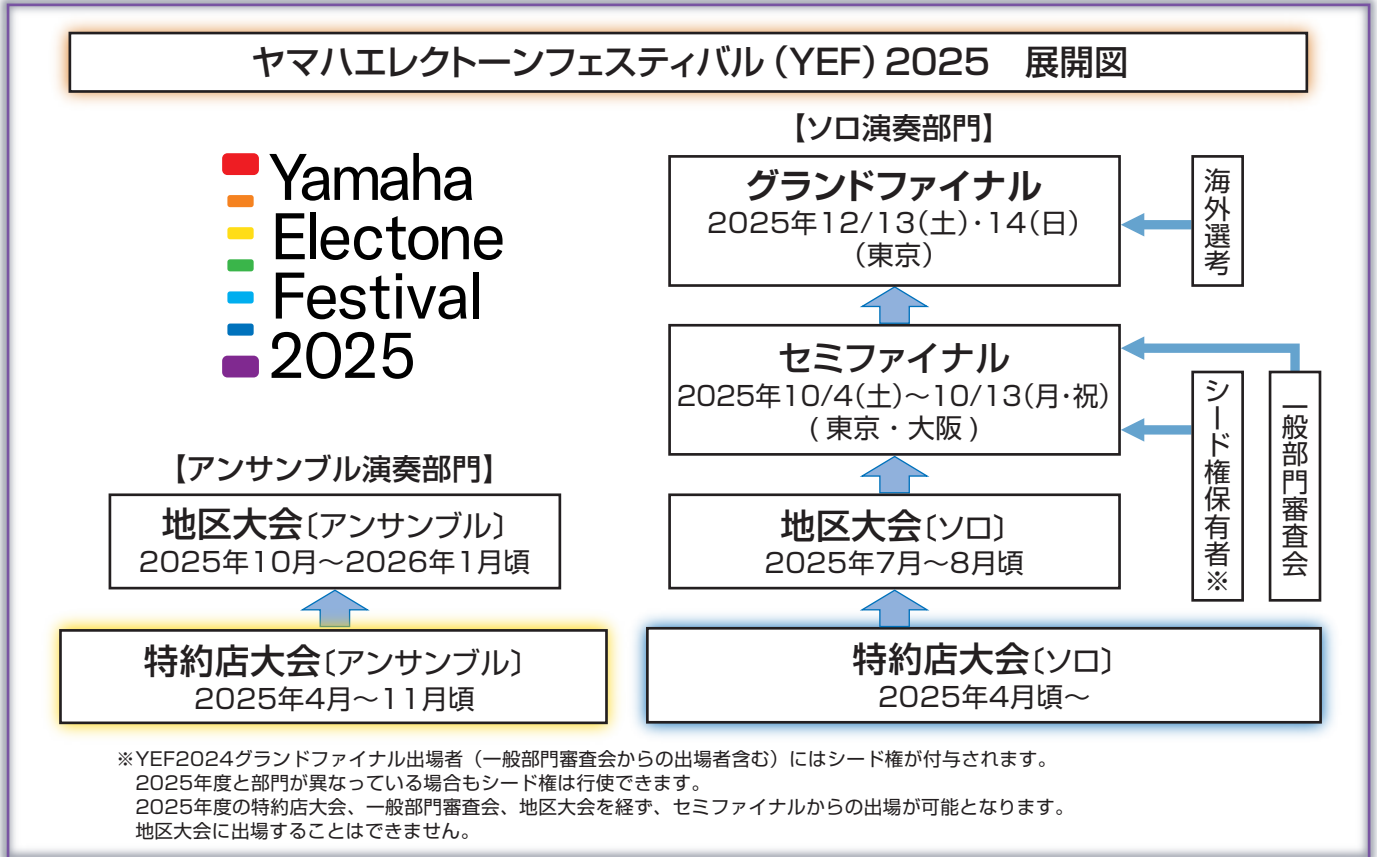 ヤマハエレクトーンフェスティバル（YEF）2025　展開図
Yamaha
Electone
Festival
2025
【アンサンブル演奏部門】
地区大会〔アンサンブル〕
2025年10月〜2026年1月頃
特約店大会〔アンサンブル〕
2025年4月〜11月頃
【ソロ演奏部門】
グランドファイナル
2025年12/13(土)・14(日)
(東京)
海外選考
セミファイナル
2025年10/4(土)〜10/13(月・祝)
( 東京・大阪 )
シード権保有者※
一般部門審査会
地区大会〔ソロ〕
2025年7月〜8月頃
特約店大会〔ソロ〕
2025年4月頃〜
※YEF2024グランドファイナル出場者（一般部門審査会からの出場者含む）にはシード権が付与されます。
2025年度と部門が異なっている場合もシード権は行使できます。
2025年度の特約店大会、一般部門審査会、地区大会を経ず、セミファイナルからの出場が可能となります。
地区大会に出場することはできません。